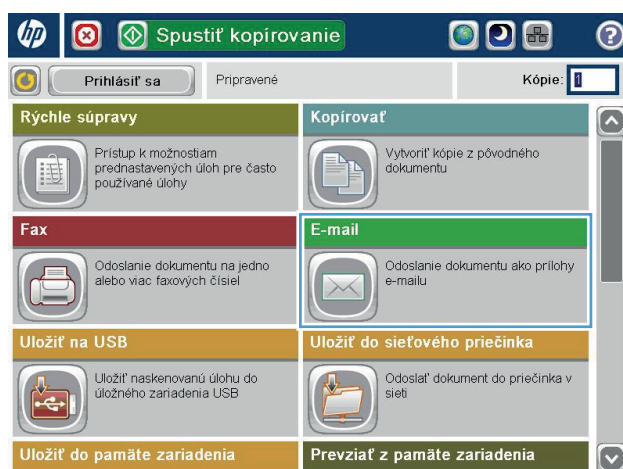 hp
Spustiť kopírovanie
?
Prihlásiť sa
Pripravené
Kópie: 1
Rýchle súpravy
Prístup k možnostiam
prednastavených úloh pre často
používané úlohy
Kopírovať
Vytvoriť kópie z pôvodného
dokumentu
Fax
Odoslanie dokumentu na jedno
alebo viac faxových čísiel
E-mail
Odoslanie dokumentu ako prílohy
e-mailu
Uložiť na USB
Uložiť naskenovanú úlohu do
úložného zariadenia USB
Uložiť do sieťového priečinka
Odoslať dokument do priečinka v
sieti
Uložiť do pamäte zariadenia
Prevziať z pamäte zariadenia